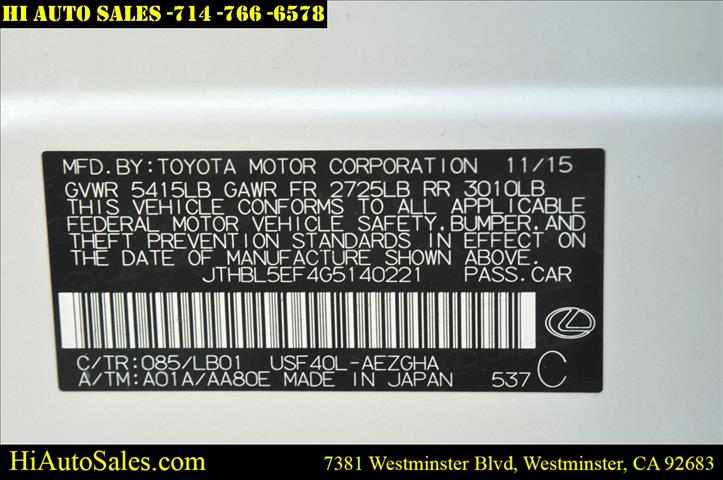 HI AUTO SALES -714 -766 -6578
MFD.BY:TOYOTA MOTOR CORPORATION 11/15
GVWR 5415LB GAWR FR 2725LB RR 3010LB
THIS VEHICLE CONFORMS TO ALL APPLICABLE
FEDERAL MOTOR VEHICLE SAFETY,BUMPER,AND
THEFT PREVENTION STANDARDS IN EFFECT ON
THE DATE OF MANUFACTURE SHOWN ABOVE.
JTHBL5EF4G5140221 PASS.CAR
C/TR:085/LB01 USF40L-AEZGHA
A/TM:A01A/AA80E MADE IN JAPAN 537 C
HiAutoSales.com 7381 Westminster Blvd, Westminster, CA 92683